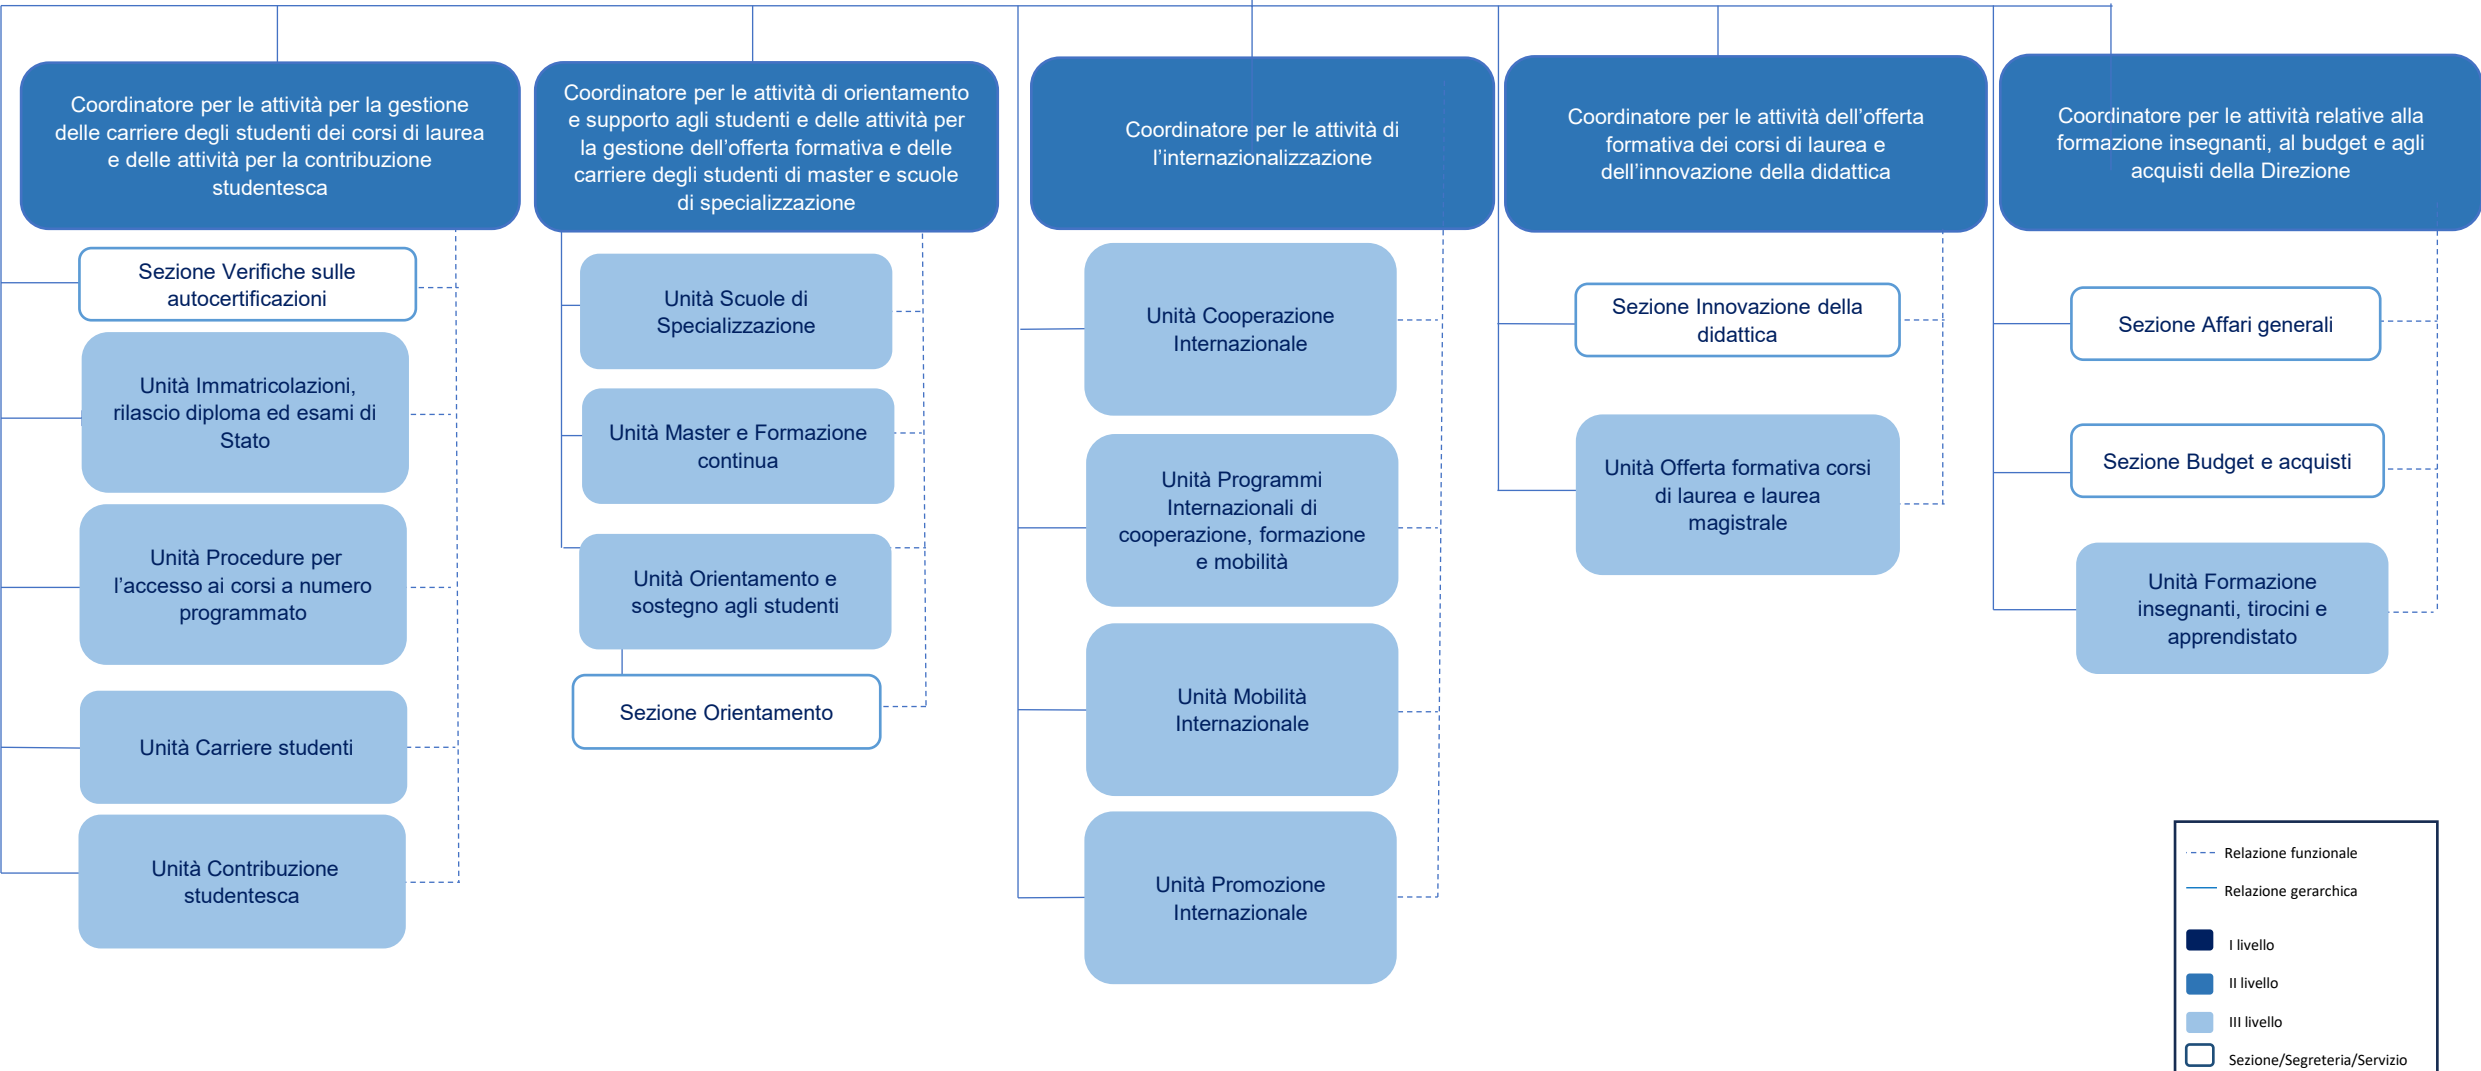 Coordinatore per le attività per la gestione
delle carriere degli studenti dei corsi di laurea
e delle attività per la contribuzione
studentesca
Sezione Verifiche sulle
autocertificazioni
Unità Immatricolazioni,
rilascio diploma ed esami di
Stato
Unità Procedure per
l’accesso ai corsi a numero
programmato
Unità Carriere studenti
Unità Contribuzione
studentesca
Coordinatore per le attività di orientamento
e supporto agli studenti e delle attività per
la gestione dell’offerta formativa e delle
carriere degli studenti di master e scuole
di specializzazione
Unità Scuole di
Specializzazione
Unità Master e Formazione
continua
Unità Orientamento e
sostegno agli studenti
Sezione Orientamento
Coordinatore per le attività di
l’internazionalizzazione
Unità Cooperazione
Internazionale
Unità Programmi
Internazionali di
cooperazione, formazione
e mobilità
Unità Mobilità
Internazionale
Unità Promozione
Internazionale
Coordinatore per le attività dell’offerta
formativa dei corsi di laurea e
dell’innovazione della didattica
Sezione Innovazione della
didattica
Unità Offerta formativa corsi
di laurea e laurea
magistrale
Coordinatore per le attività relative alla
formazione insegnanti, al budget e agli
acquisti della Direzione
Sezione Affari generali
Sezione Budget e acquisti
Unità Formazione
insegnanti, tirocini e
apprendistato
Relazione funzionale
Relazione gerarchica
I livello
II livello
III livello
Sezione/Segreteria/Servizio